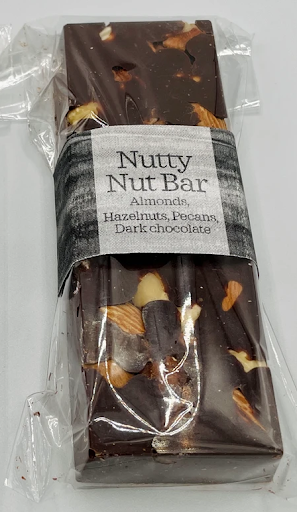 Nutty
Nut Bar
Almonds,
Hazelnuts, Pecans,
Dark chocolate